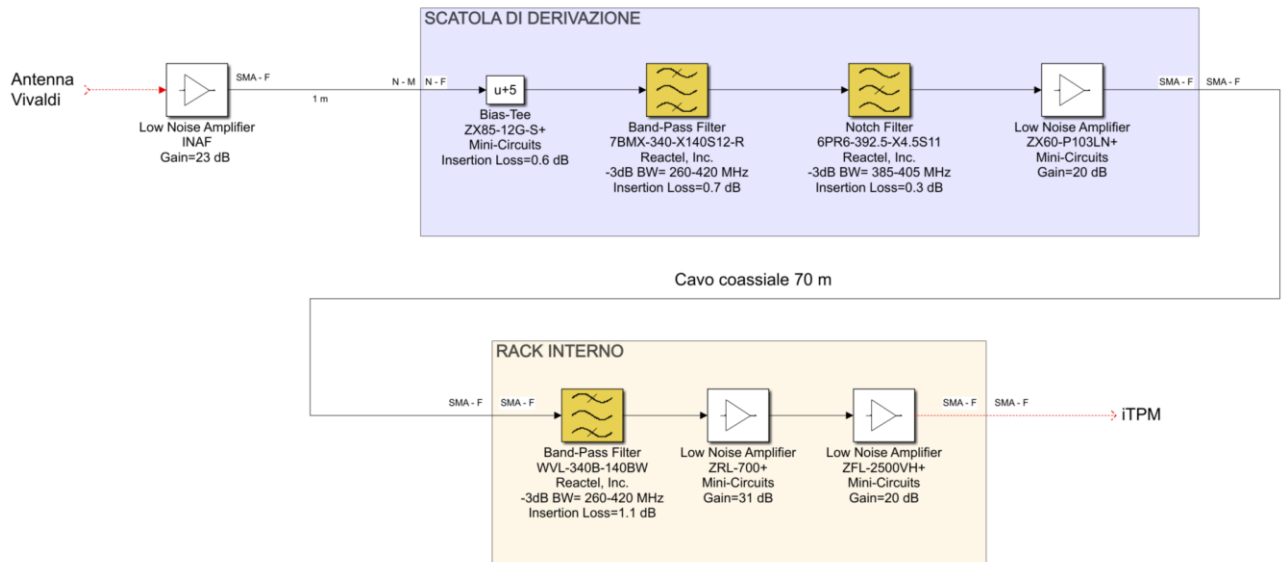 SCATOLA DI DERIVAZIONE
Antenna
Vivaldi
SMA - F
1 m
N - M
N - F
Low Noise Amplifier
INAF
Gain=23 dB
u+5
Bias-Tee
ZX85-12G-S+
Mini-Circuits
Insertion Loss=0.6 dB
Band-Pass Filter
7BMX-340-X140S12-R
Reactel, Inc.
-3dB BW= 260-420 MHz
Insertion Loss=0.7 dB
Notch Filter
6PR6-392.5-X4.5S11
Reactel, Inc.
-3dB BW= 385-405 MHz
Insertion Loss=0.3 dB
Low Noise Amplifier
ZX60-P103LN+
Mini-Circuits
Gain=20 dB
SMA - F
SMA - F
Cavo coassiale 70 m
RACK INTERNO
SMA - F
SMA - F
Band-Pass Filter
WVL-340B-140BW
Reactel, Inc.
-3dB BW= 260-420 MHz
Insertion Loss=1.1 dB
Low Noise Amplifier
ZRL-700+
Mini-Circuits
Gain=31 dB
Low Noise Amplifier
ZFL-2500VH+
Mini-Circuits
Gain=20 dB
SMA - F
SMA - F
iTPM